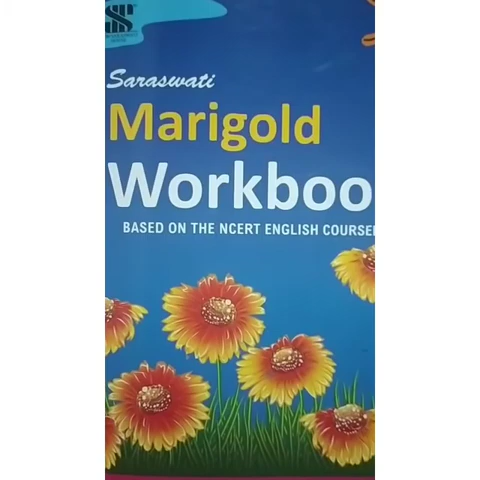 Saraswati
Marigold
Workboo
BASED ON THE NCERT ENGLISH COURSE